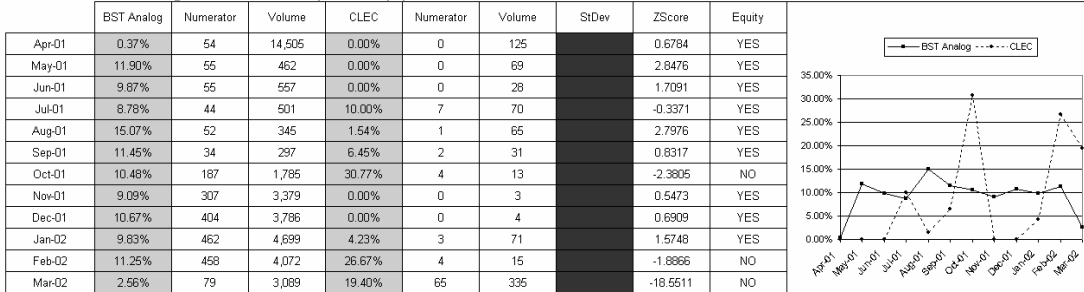 BST Analog Numerator Volume CLEC Numerator Volume StDev ZScore Equity
Apr-01 0.37% 54 14,505 0.00% 0 125 0.6784 YES
May-01 11.90% 55 462 0.00% 0 69 2.8476 YES
Jun-01 9.87% 55 557 0.00% 0 28 1.7091 YES
Jul-01 8.78% 44 501 10.00% 7 70 -0.3371 YES
Aug-01 15.07% 52 345 1.54% 1 65 2.7976 YES
Sep-01 11.45% 34 297 6.45% 2 31 0.8317 YES
Oct-01 10.48% 187 1,785 30.77% 4 13 -2.3805 NO
Nov-01 9.09% 307 3,379 0.00% 0 3 0.5473 YES
Dec-01 10.67% 404 3,786 0.00% 0 4 0.6909 YES
Jan-02 9.83% 462 4,699 4.23% 3 71 1.5748 YES
Feb-02 11.25% 458 4,072 26.67% 4 15 -1.8866 NO
Mar-02 2.56% 79 3,089 19.40% 65 335 -18.5511 NO
BST Analog CLEC
35.00%
30.00%
25.00%
20.00%
15.00%
10.00%
5.00%
0.00%
Apr-01 May-01 Jun-01 Jul-01 Aug-01 Sep-01 Oct-01 Nov-01 Dec-01 Jan-02 Feb-02 Mar-02